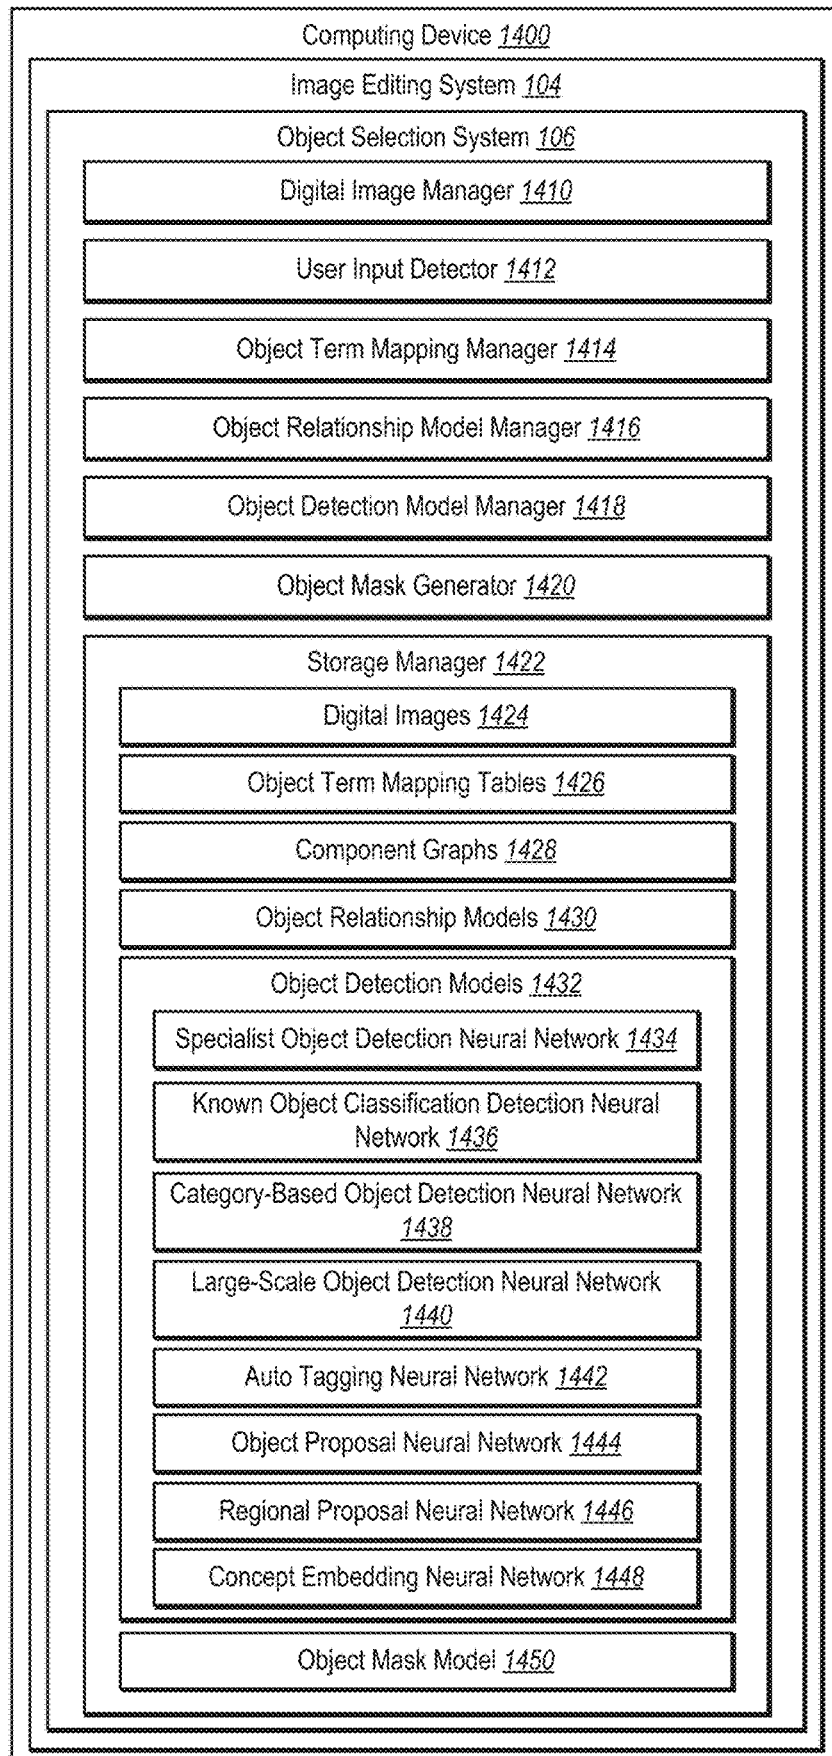 Computing Device 1400
Image Editing System 104
Object Selection System 106
Digital Image Manager 1410
User Input Detector 1412
Object Term Mapping Manager 1414
Object Relationship Model Manager 1416
Object Detection Model Manager 1418
Object Mask Generator 1420
Storage Manager 1422
Digital Images 1424
Object Term Mapping Tables 1426
Component Graphs 1428
Object Relationship Models 1430
Object Detection Models 1432
Specialist Object Detection Neural Network 1434
Known Object Classification Detection Neural
Network 1436
Category-Based Object Detection Neural Network
1438
Large-Scale Object Detection Neural Network
1440
Auto Tagging Neural Network 1442
Object Proposal Neural Network 1444
Regional Proposal Neural Network 1446
Concept Embedding Neural Network 1448
Object Mask Model 1450